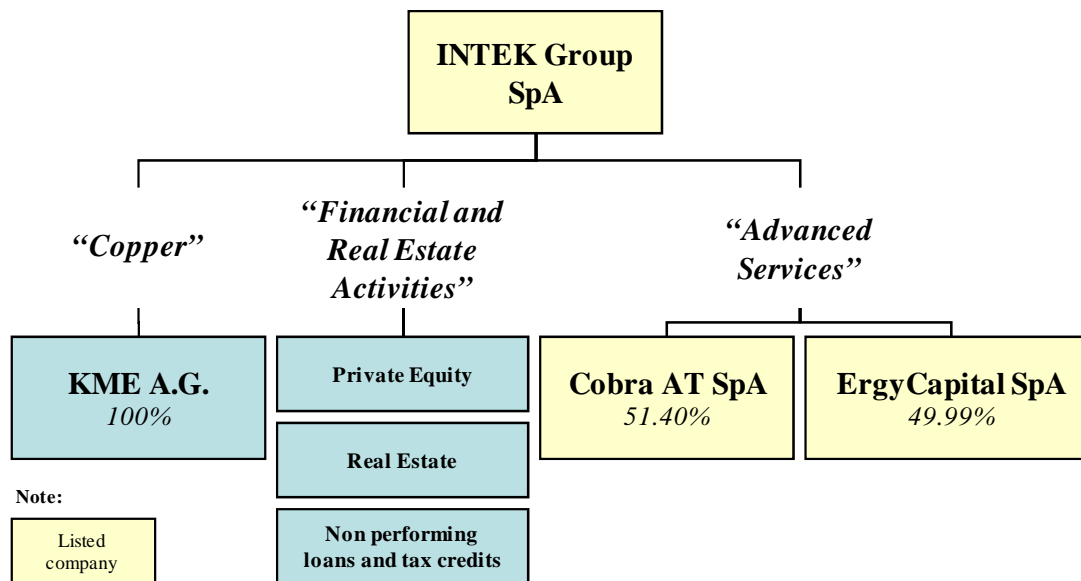 INTEK Group
SpA
“Copper”
“Financial and
Real Estate
Activities”
“Advanced
Services”
KME A.G.
100%
Private Equity
Real Estate
Non performing
loans and tax credits
Cobra AT SpA
51.40%
ErgyCapital SpA
49.99%
Note:
Listed
company